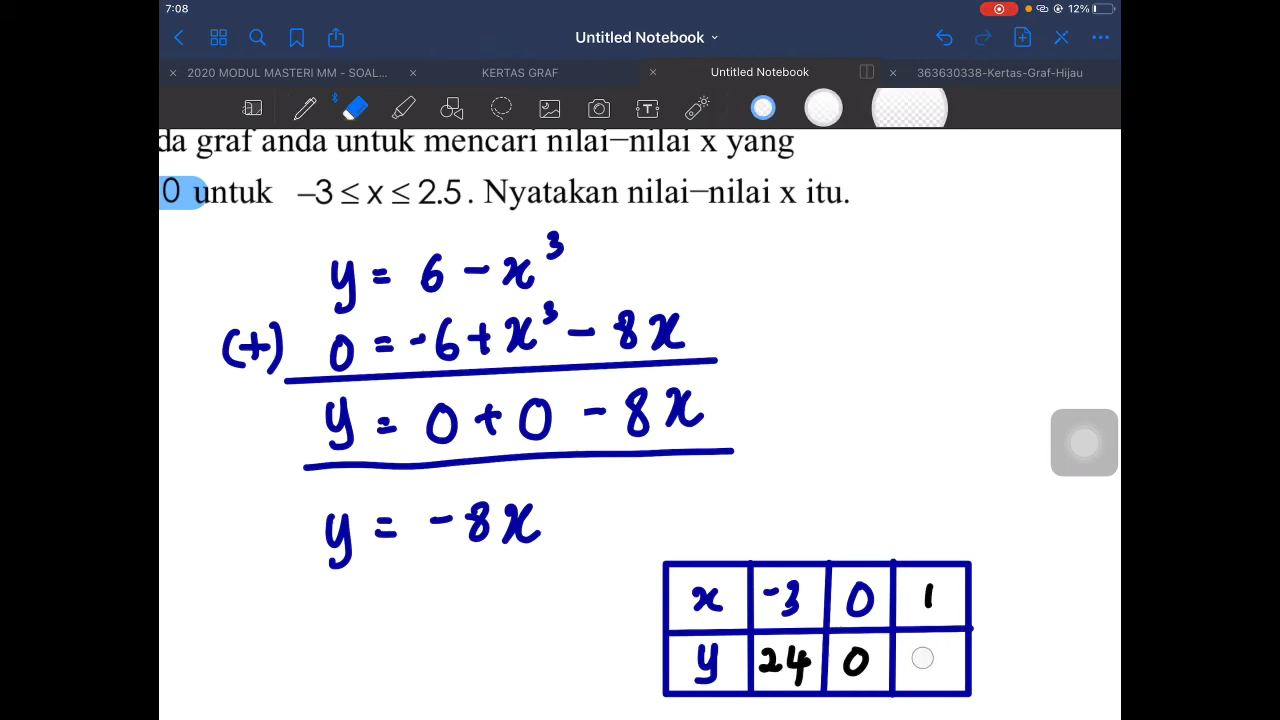 7:08
12%
Untitled Notebook
2020 MODUL MASTERI MM - SOAL...
KERTAS GRAF
Untitled Notebook
363630338-Kertas-Graf-Hijau
da graf anda untuk mencari nilai−nilai x yang
0 untuk –3 ≤ x ≤ 2.5. Nyatakan nilai−nilai x itu.
y = 6 - x³
(+) 0 = -6 + x³ - 8x
y = 0 + 0 - 8x
y = -8x
x -3 0 1
y 24 0